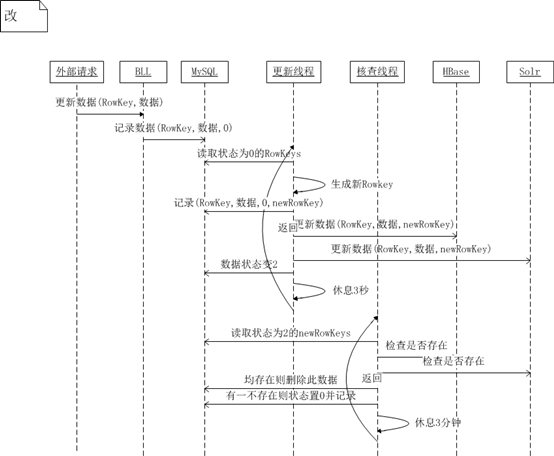 改
外部请求
BLL
MySQL
更新线程
核查线程
HBase
Solr
更新数据(RowKey,数据)
记录数据(RowKey,数据,0)
读取状态为0的RowKeys
生成新Rowkey
记录(RowKey,数据,0,newRowKey)
返回
更新数据(RowKey,数据,newRowKey)
更新数据(RowKey,数据,newRowKey)
数据状态变2
休息3秒
读取状态为2的newRowKeys
检查是否存在
检查是否存在
返回
均存在则删除此数据
有一不存在则状态置0并记录
休息3分钟